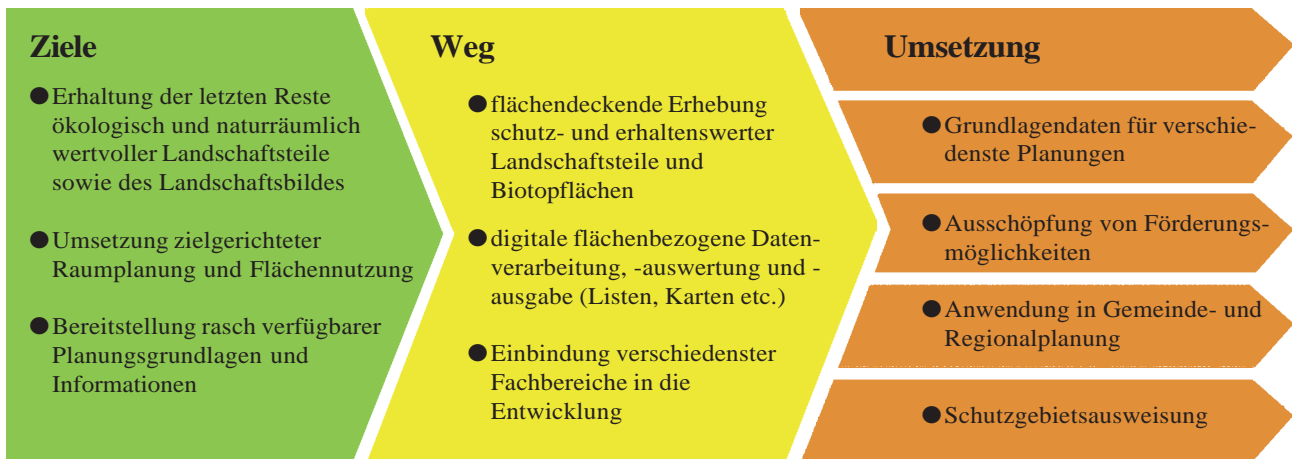 Ziele
● Erhaltung der letzten Reste
ökologisch und naturräumlich
wertvoller Landschaftsteile
sowie des Landschaftsbildes
● Umsetzung zielgerichteter
Raumplanung und Flächennutzung
● Bereitstellung rasch verfügbarer
Planungsgrundlagen und
Informationen
Weg
● flächendeckende Erhebung
schutz- und erhaltenswerter
Landschaftsteile und
Biotopflächen
● digitale flächenbezogene Daten-
verarbeitung, -auswertung und -
ausgabe (Listen, Karten etc.)
● Einbindung verschiedenster
Fachbereiche in die
Entwicklung
Umsetzung
● Grundlagendaten für verschie-
denste Planungen
● Ausschöpfung von Förderungs-
möglichkeiten
● Anwendung in Gemeinde- und
Regionalplanung
● Schutzgebietsausweisung